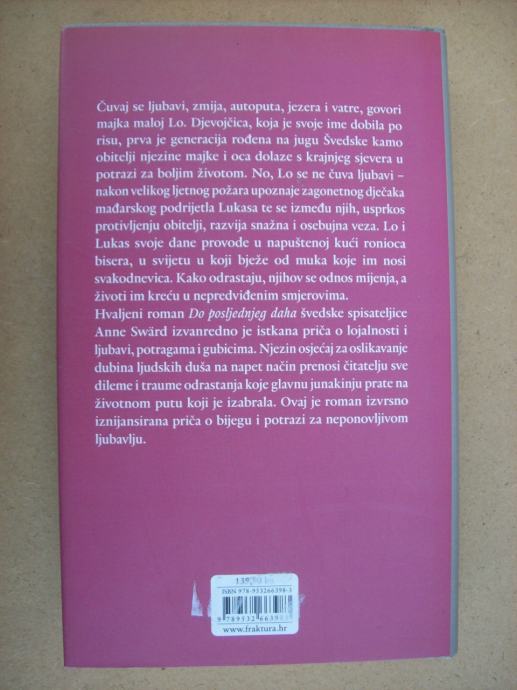 Čuvaj se ljubavi, zmija, autoputa, jezera i vatre, govori
majka maloj Lo. Djevojčica, koja je svoje ime dobila po
risu, prva je generacija rođena na jugu Švedske kamo
obitelji njezine majke i oca dolaze s krajnjeg sjevera u
potrazi za boljim životom. No, Lo se ne čuva ljubavi –
nakon velikog ljetnog požara upoznaje zagonetnog dječaka
mađarskog podrijetla Lukasa te se između njih, usprkos
protivljenju obitelji, razvija snažna i osebujna veza. Lo i
Lukas svoje dane provode u napuštenoj kući ronioca
bisera, u svijetu u koji bježe od muka koje im nosi
svakodnevica. Kako odrastaju, njihov se odnos mijenja, a
životi im kreću u nepredviđenim smjerovima.
Hvaljeni roman Do posljednjeg daha švedske spisateljice
Anne Swärd izvanredno je istkana priča o lojalnosti i
ljubavi, potragama i gubicima. Njezin osjećaj za oslikavanje
dubina ljudskih duša na napet način prenosi čitatelju sve
dileme i traume odrastanja koje glavnu junakinju prate na
životnom putu koji je izabrala. Ovaj je roman izvrsno
iznijansirana priča o bijegu i potrazi za neponovljivom
ljubavlju.
ISBN 978-953266398-3
9 789532 663983
www.fraktura.hr